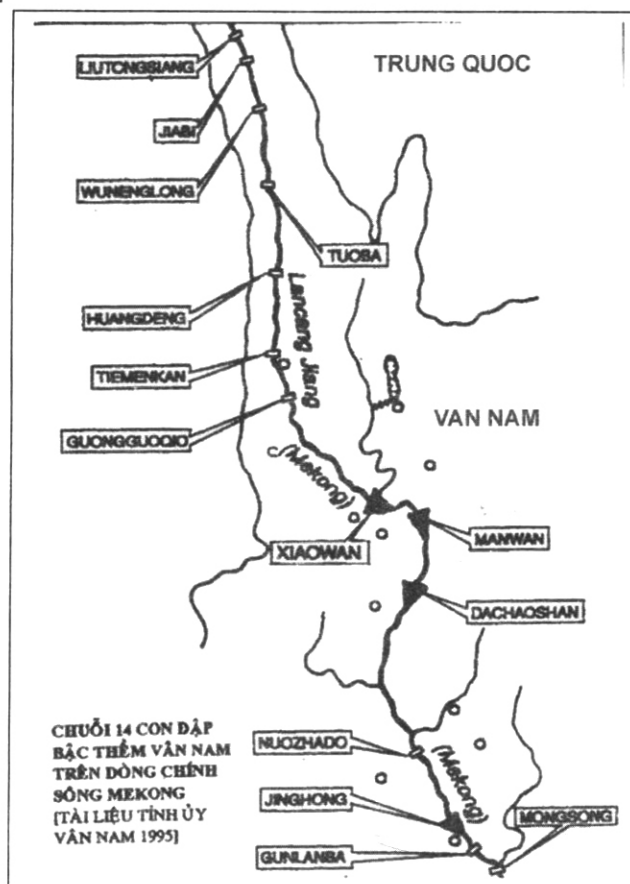 TRUNG QUOC
LIUTONGSIANG
JIABI
WUNENGLONG
TUOBA
HUANGDENG
Lancang Jiang
TIEMENKAN
VAN NAM
GUONGGUOQIO
(Mekong)
XIAOWAN
MANWAN
DACHAOSHAN
CHUỖI 14 CON ĐẬP
BẬC THỀM VÂN NAM
TRÊN DÒNG CHÍNH
SÔNG MEKONG
[TÀI LIỆU TỈNH ỦY
VÂN NAM 1995]
NUOZHADO
(Mekong)
JINGHONG
MONGSONG
GUNLANBA